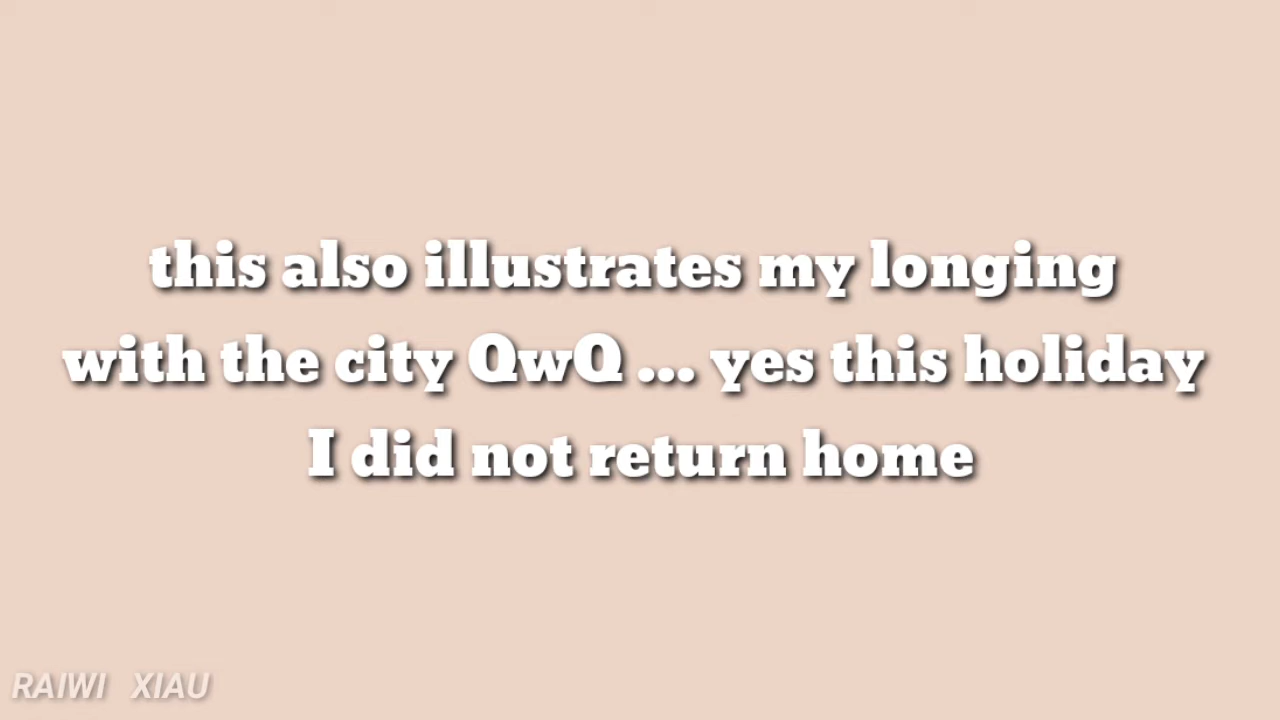 this also illustrates my longing
with the city QwQ ... yes this holiday
I did not return home
RAIWI XIAU